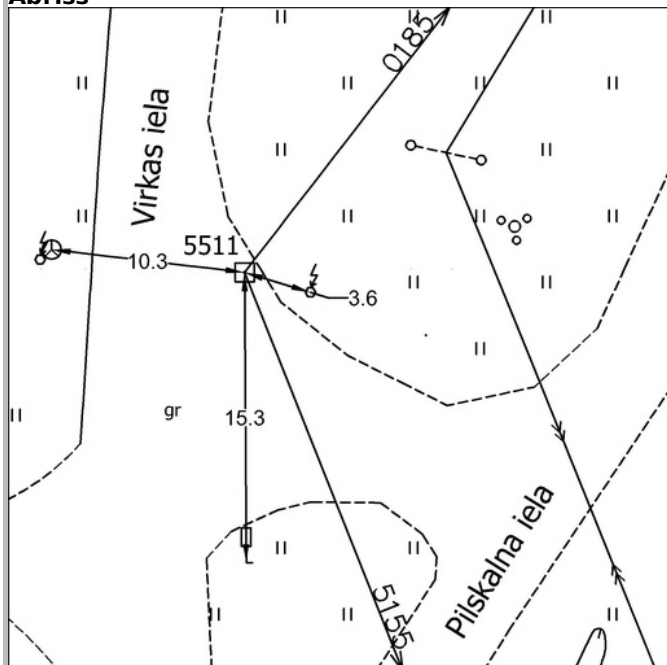 Abriss
0185
Virkas iela
5511
10.3
3.6
gr
15.3
Pilskalna iela
5155